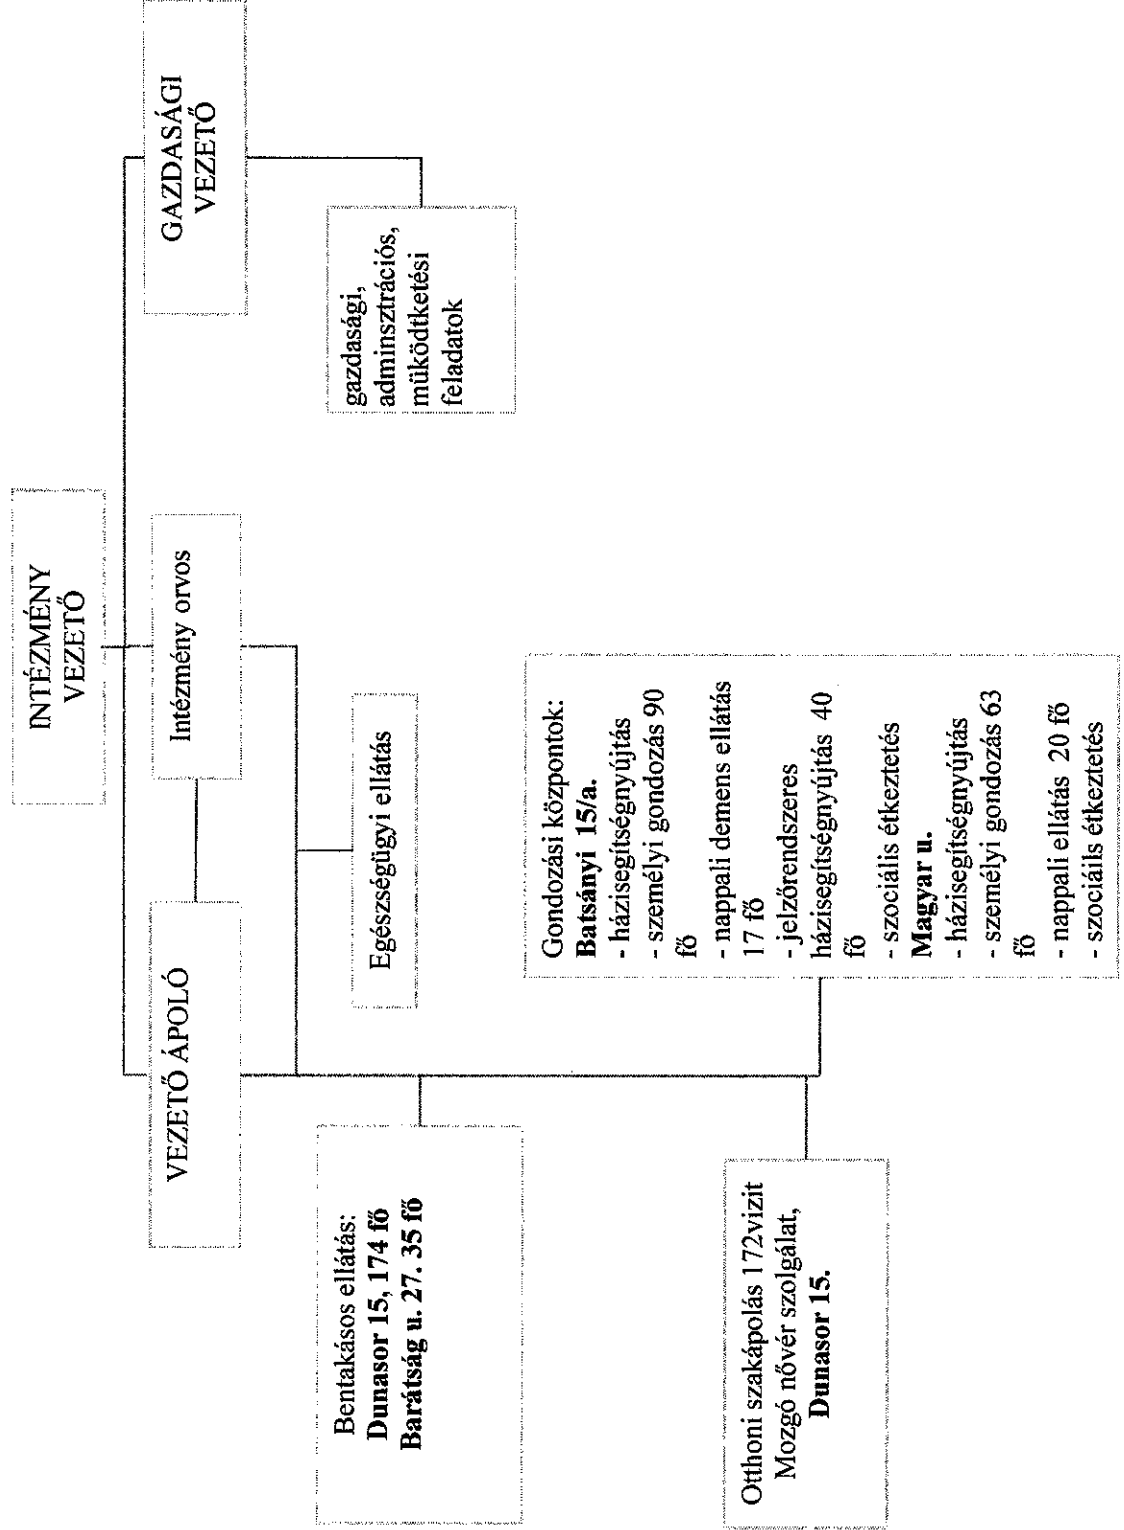 INTÉZMÉNY
VEZETŐ
VEZETŐ ÁPOLÓ
Intézmény orvos
GAZDASÁGI
VEZETŐ
Egészségügyi ellátás
gazdasági,
adminsztrációs,
müködtketési
feladatok
Bentakásos ellátás:
Dunasor 15, 174 fő
Barátság u. 27. 35 fő
Otthoni szakápolás 172vizit
Mozgó nővér szolgálat,
Dunasor 15.
Gondozási központok:
Batsányi 15/a.
- házisegítségnyújtás
- személyi gondozás 90
fő
- nappali demens ellátás
17 fő
- jelzőrendszeres
házisegítségnyújtás 40
fő
- szociális étkeztetés
Magyar u.
- házisegítségnyújtás
- személyi gondozás 63
fő
- nappali ellátás 20 fő
- szociális étkeztetés